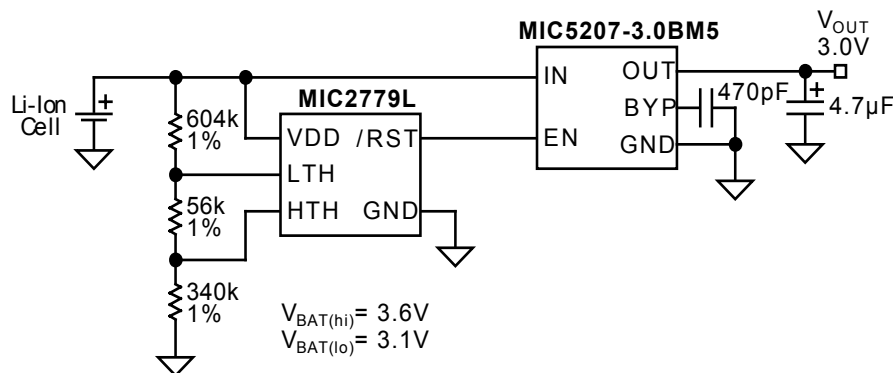 MIC5207-3.0BM5
V_OUT
3.0V
IN
OUT
470pF
MIC2779L
Li-Ion
Cell
+
604k
1%
VDD
/RST
EN
BYP
GND
+
4.7µF
LTH
56k
1%
HTH
GND
340k
1%
V_BAT(hi)= 3.6V
V_BAT(lo)= 3.1V